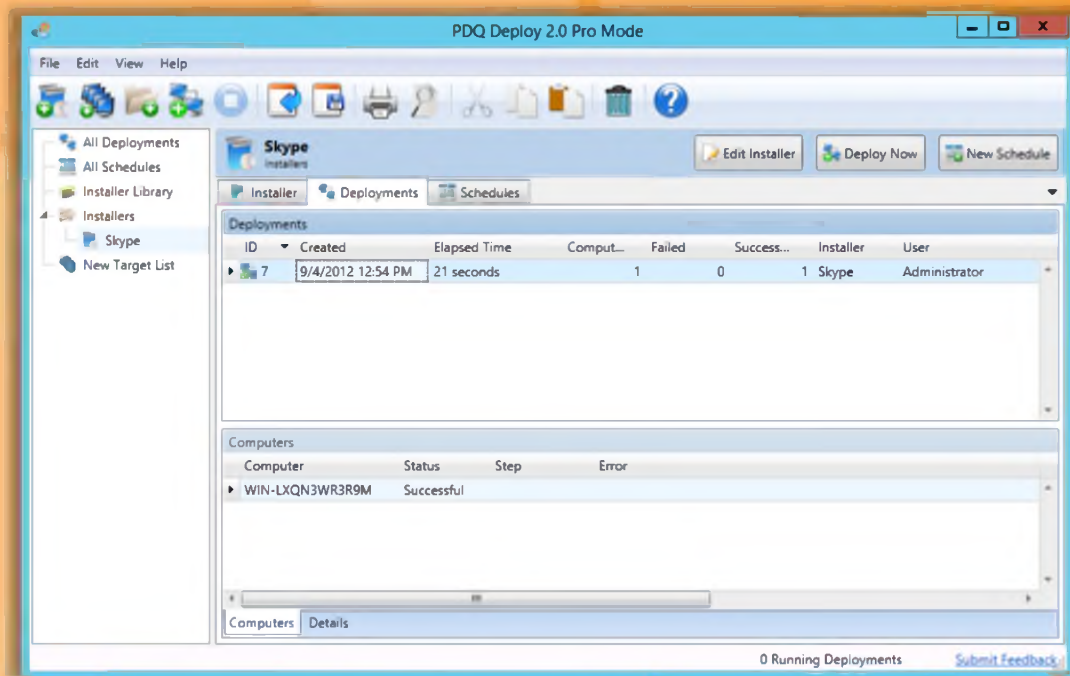 PDQ Deploy 2.0 Pro Mode
File Edit View Help
All Deployments
All Schedules
Installer Library
Installers
Skype
New Target List
Skype
Installers
Edit Installer
Deploy Now
New Schedule
Installer Deployments Schedules
Deployments
ID Created Elapsed Time Comput... Failed Success... Installer User
7 9/4/2012 12:54 PM 21 seconds 1 0 1 Skype Administrator
Computers
Computer Status Step Error
WIN-LXQN3WR3R9M Successful
Computers Details
0 Running Deployments Submit Feedback